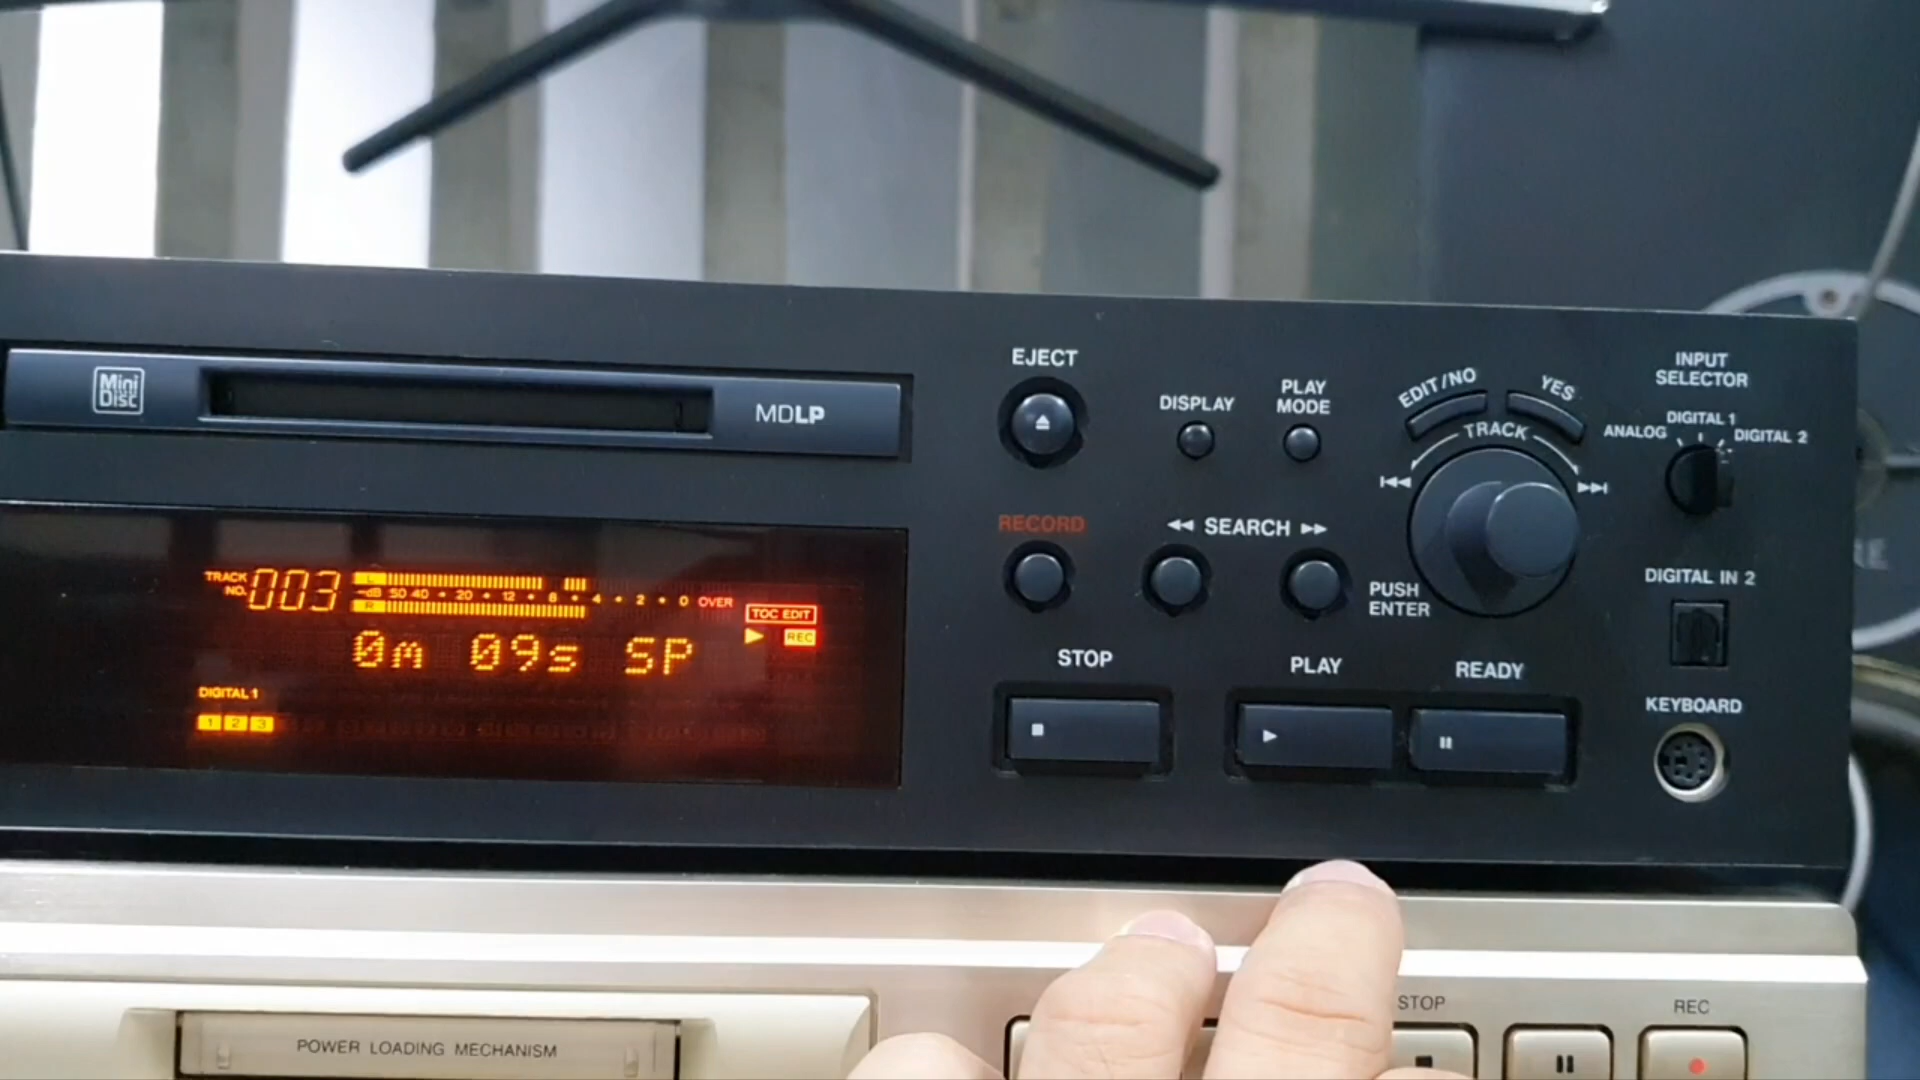 Mini Disc
MDLP
EJECT
DISPLAY
PLAY MODE
EDIT/NO
YES
TRACK
INPUT SELECTOR
ANALOG
DIGITAL 1
DIGITAL 2
RECORD
SEARCH
PUSH ENTER
DIGITAL IN 2
KEYBOARD
STOP
PLAY
READY
TRACK NO. 003
L
-dB 50 40 20 12 8 4 2 0 OVER
R
TOC EDIT
REC
0m 09s SP
DIGITAL 1
1 2 3
POWER LOADING MECHANISM
STOP
REC